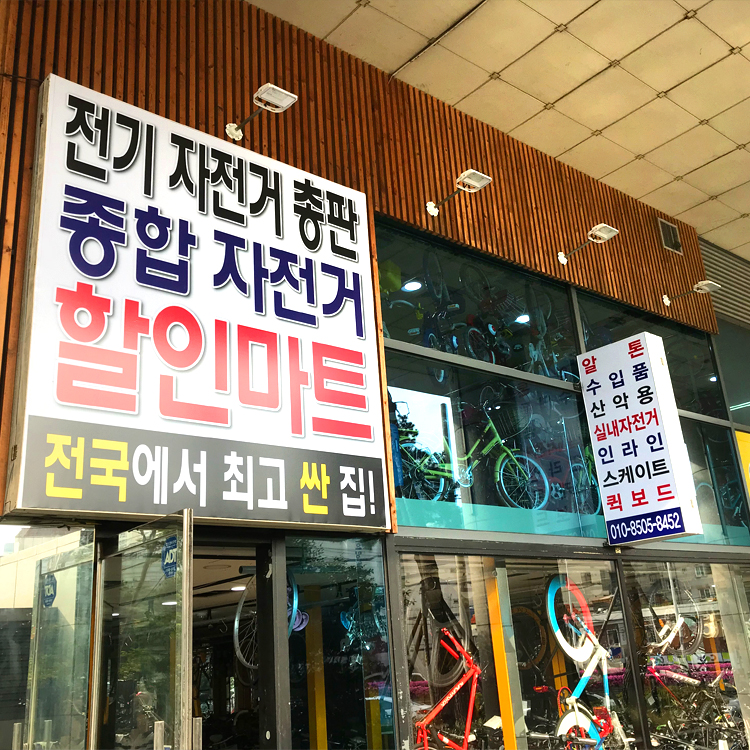 전기 자전거 총판
종합 자전거
할인마트
전국에서 최고 싼 집!
알 톤
수입품
산악용
실내자전거
인라인
스케이트
퀵보드
010-8505-8452
ADT